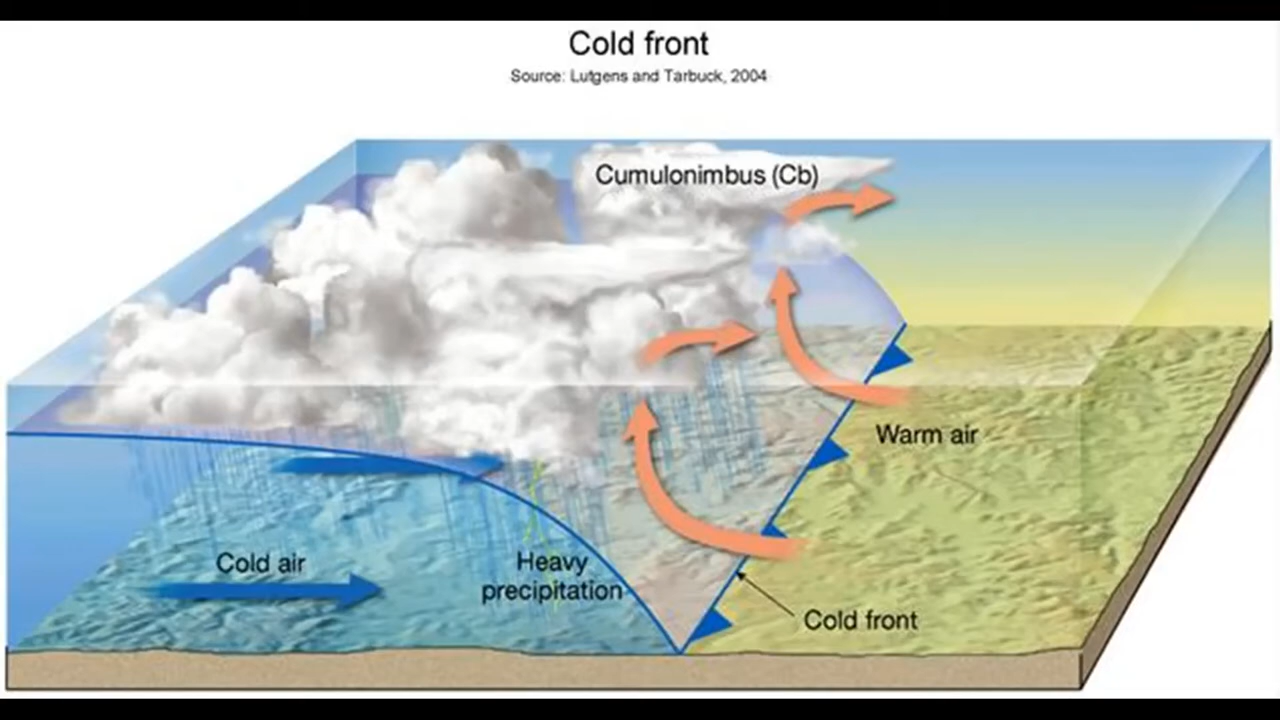 Cold front
Source: Lutgens and Tarbuck, 2004
Cumulonimbus (Cb)
Warm air
Cold air
Heavy
precipitation
Cold front